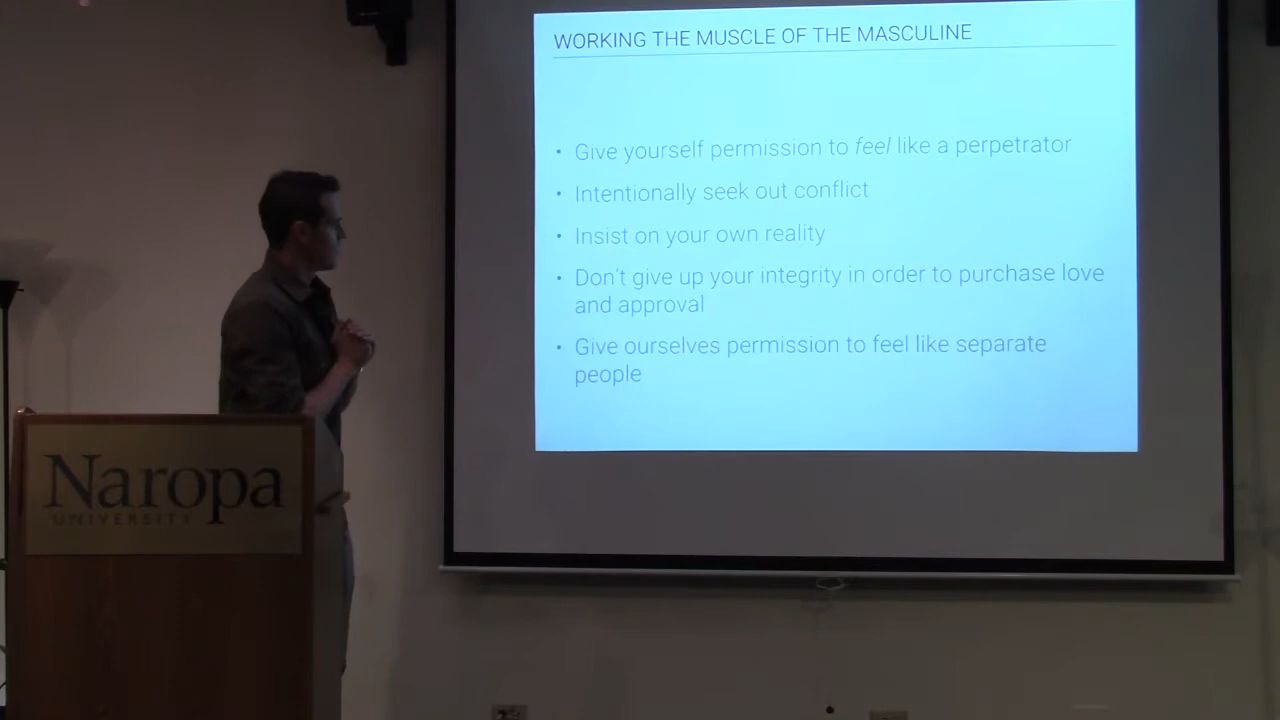 WORKING THE MUSCLE OF THE MASCULINE
• Give yourself permission to feel like a perpetrator
• Intentionally seek out conflict
• Insist on your own reality
• Don't give up your integrity in order to purchase love
and approval
• Give ourselves permission to feel like separate
people
Naropa
UNIVERSITY